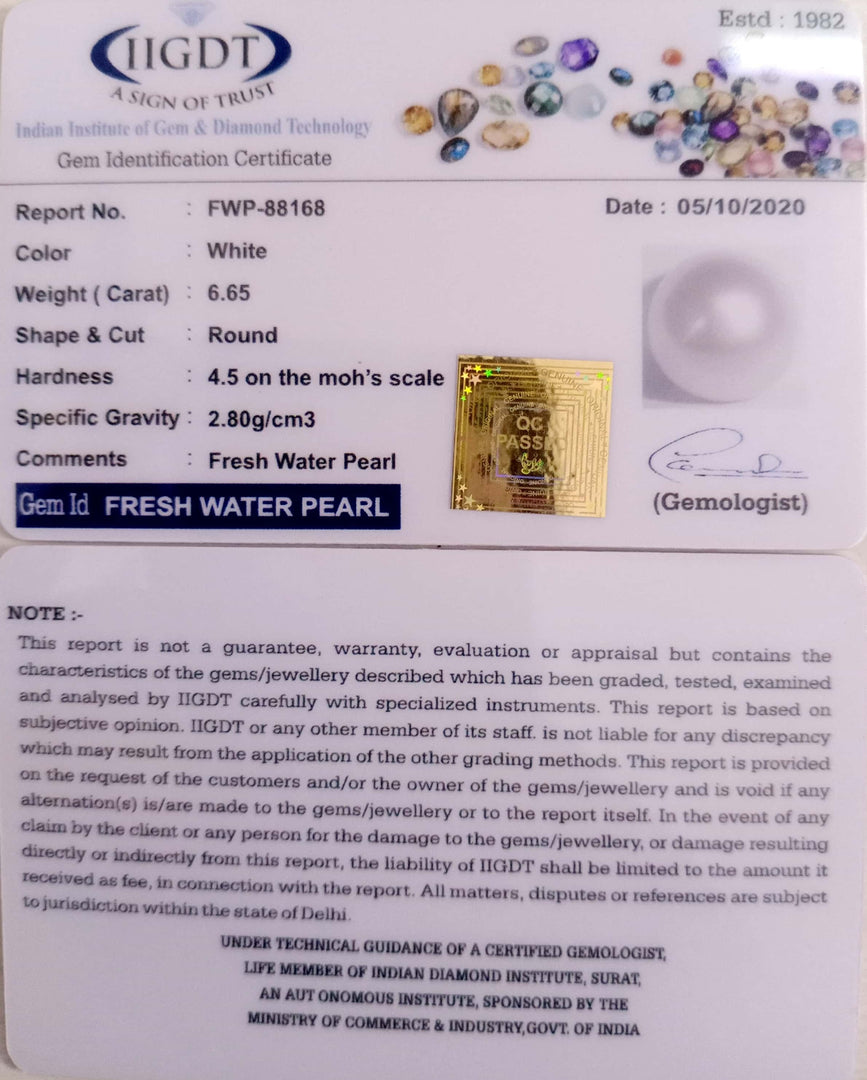 Estd : 1982
IIGDT
A SIGN OF TRUST
Indian Institute of Gem & Diamond Technology
Gem Identification Certificate
Report No. : FWP-88168
Date : 05/10/2020
Color : White
Weight ( Carat) : 6.65
Shape & Cut : Round
Hardness : 4.5 on the moh's scale
Specific Gravity : 2.80g/cm3
Comments : Fresh Water Pearl
Gem Id FRESH WATER PEARL
QC
PASS
(Gemologist)
NOTE :-
This report is not a guarantee, warranty, evaluation or appraisal but contains the
characteristics of the gems/jewellery described which has been graded, tested, examined
and analysed by IIGDT carefully with specialized instruments. This report is based on
subjective opinion. IIGDT or any other member of its staff. is not liable for any discrepancy
which may result from the application of the other grading methods. This report is provided
on the request of the customers and/or the owner of the gems/jewellery and is void if any
alternation(s) is/are made to the gems/jewellery or to the report itself. In the event of any
claim by the client or any person for the damage to the gems/jewellery, or damage resulting
directly or indirectly from this report, the liability of IIGDT shall be limited to the amount it
received as fee, in connection with the report. All matters, disputes or references are subject
to jurisdiction within the state of Delhi.
UNDER TECHNICAL GUIDANCE OF A CERTIFIED GEMOLOGIST,
LIFE MEMBER OF INDIAN DIAMOND INSTITUTE, SURAT,
AN AUT ONOMOUS INSTITUTE, SPONSORED BY THE
MINISTRY OF COMMERCE & INDUSTRY,GOVT. OF INDIA